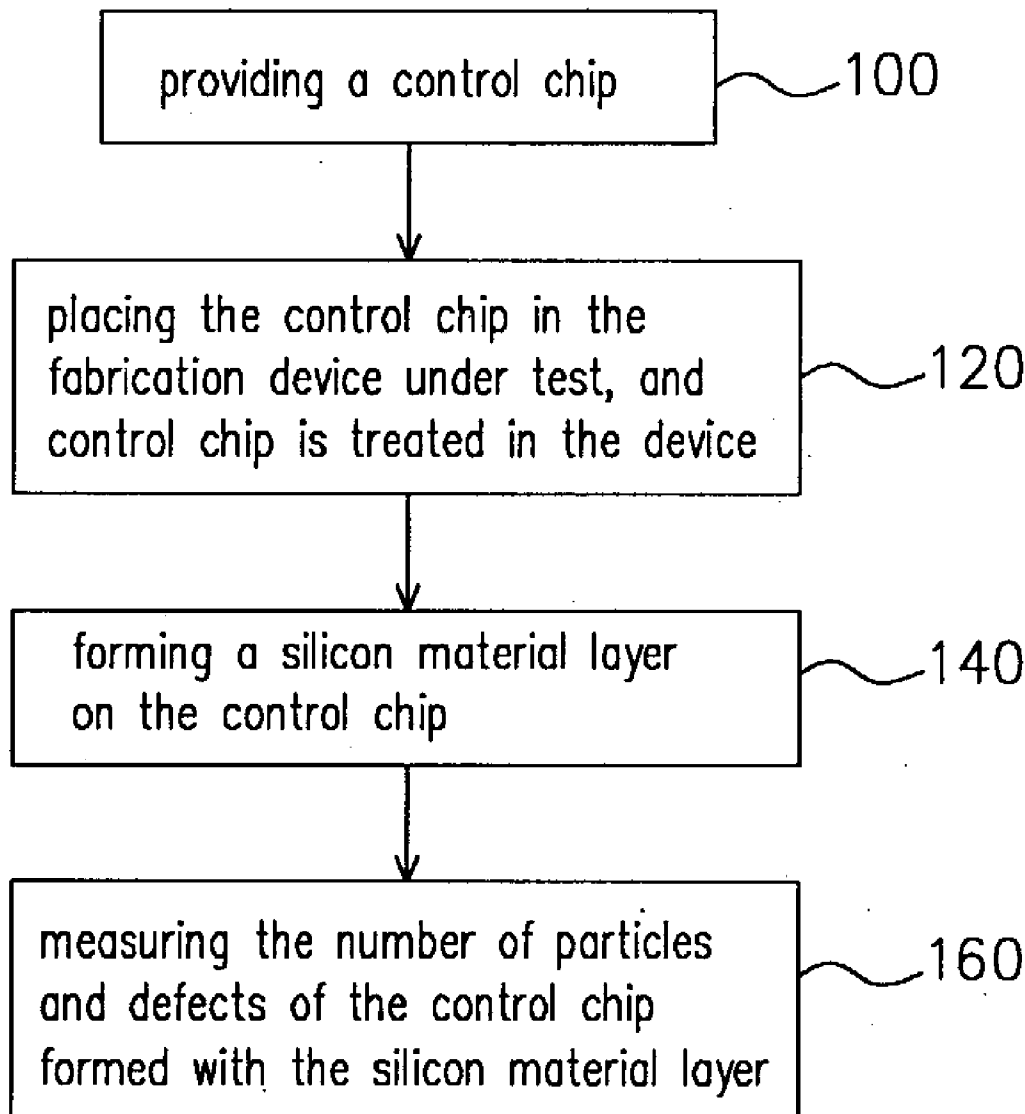 providing a control chip
100
placing the control chip in the
fabrication device under test, and
control chip is treated in the device
120
forming a silicon material layer
on the control chip
140
measuring the number of particles
and defects of the control chip
formed with the silicon material layer
160